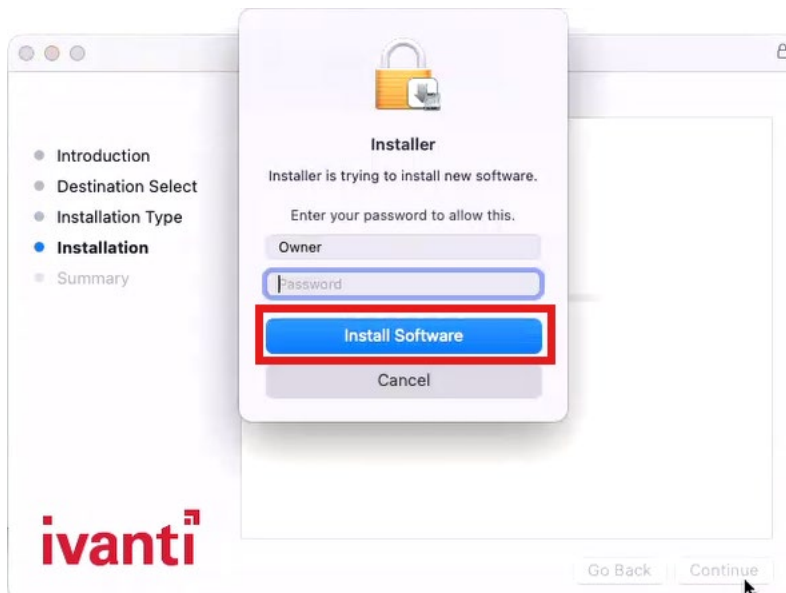 Introduction
Destination Select
Installation Type
Installation
Summary
Installer
Installer is trying to install new software.
Enter your password to allow this.
Owner
Password
Install Software
Cancel
ivanti
Go Back
Continue